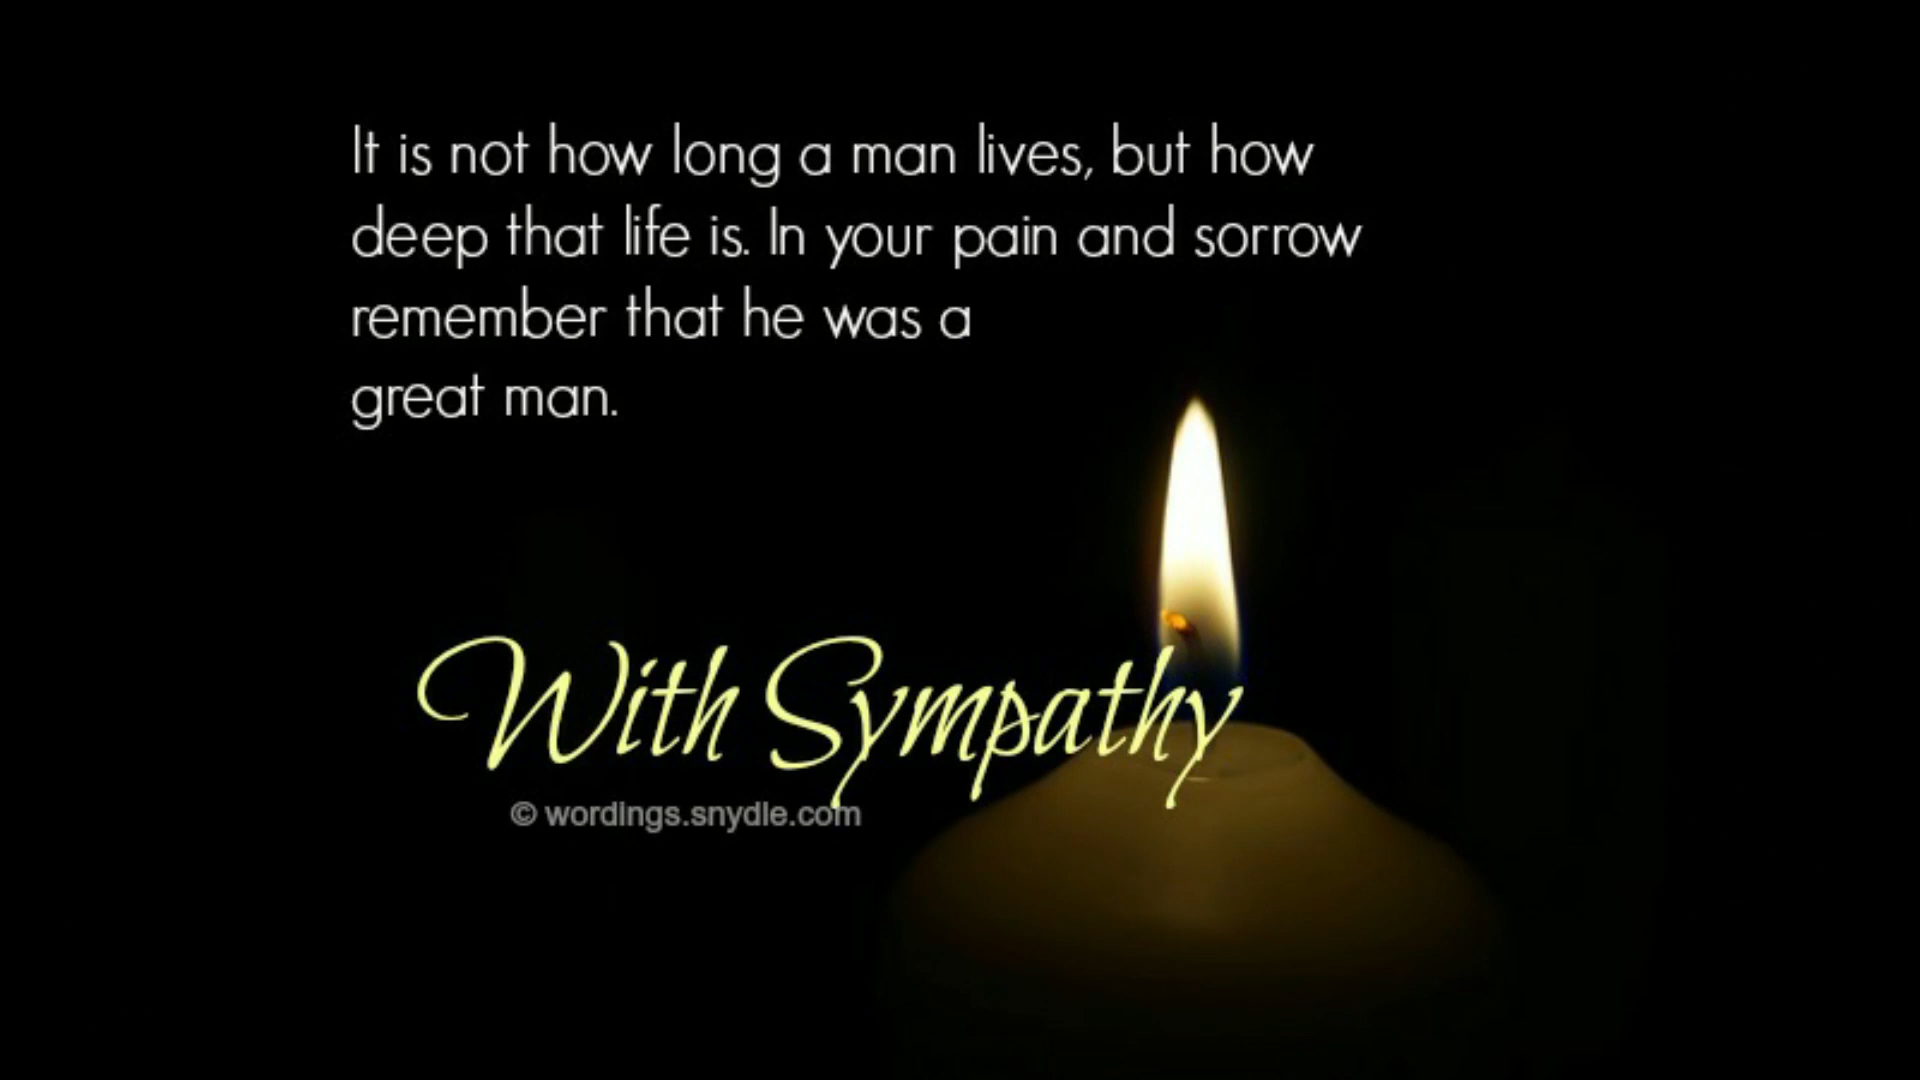 It is not how long a man lives, but how
deep that life is. In your pain and sorrow
remember that he was a
great man.
With Sympathy
© wordings.snydle.com